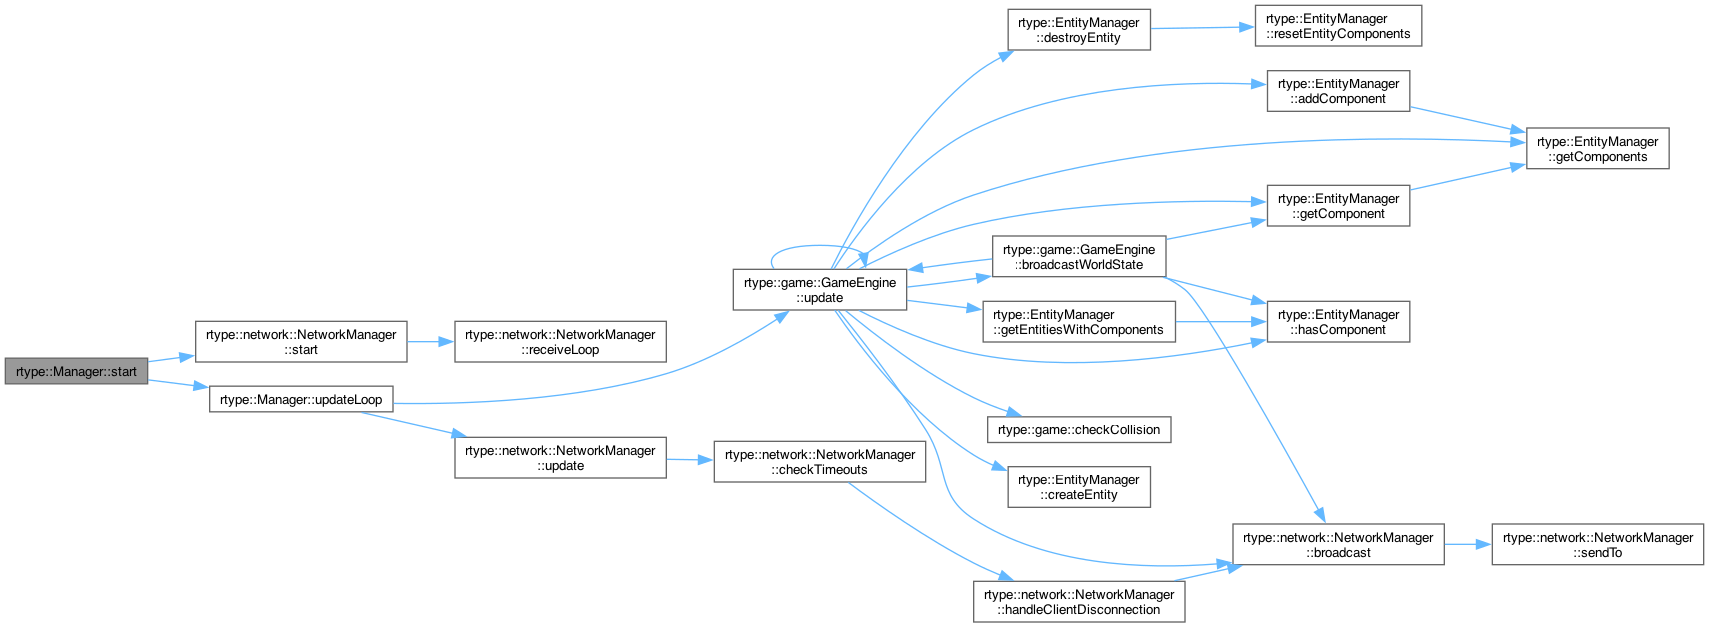 rtype::Manager::start
rtype::network::NetworkManager
::start
rtype::Manager::updateLoop
rtype::network::NetworkManager
::receiveLoop
rtype::network::NetworkManager
::update
rtype::game::GameEngine
::update
rtype::network::NetworkManager
::checkTimeouts
rtype::EntityManager
::destroyEntity
rtype::game::GameEngine
::broadcastWorldState
rtype::EntityManager
::getEntitiesWithComponents
rtype::game::checkCollision
rtype::EntityManager
::createEntity
rtype::network::NetworkManager
::handleClientDisconnection
rtype::EntityManager
::resetEntityComponents
rtype::EntityManager
::addComponent
rtype::EntityManager
::getComponent
rtype::EntityManager
::hasComponent
rtype::network::NetworkManager
::broadcast
rtype::EntityManager
::getComponents
rtype::network::NetworkManager
::sendTo